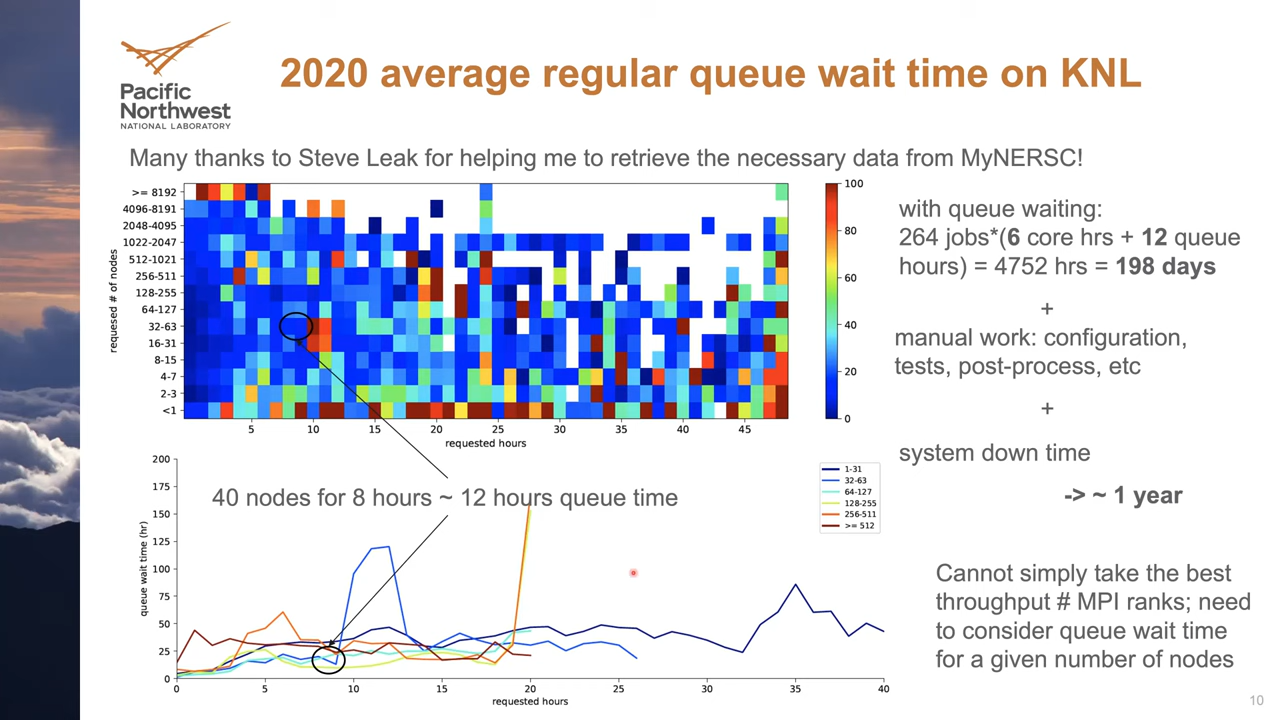 Pacific
Northwest
NATIONAL LABORATORY
2020 average regular queue wait time on KNL
Many thanks to Steve Leak for helping me to retrieve the necessary data from MyNERSC!
requesed # of nodes
>= 8192
4096-8191
2048-4095
1022-2047
512-1021
256-511
128-255
64-127
32-63
16-31
8-15
4-7
2-3
<1
5 10 15 20 25 30 35 40 45
requested hours
100
80
60
40
20
0
with queue waiting:
264 jobs*(6 core hrs + 12 queue
hours) = 4752 hrs = 198 days
+
manual work: configuration,
tests, post-process, etc
+
system down time
-> ~ 1 year
40 nodes for 8 hours ~ 12 hours queue time
queue wait time (hr)
200
175
150
125
100
75
50
25
0
0 5 10 15 20 25 30 35 40
requested hours
1-31
32-63
64-127
128-255
256-511
>= 512
Cannot simply take the best
throughput # MPI ranks; need
to consider queue wait time
for a given number of nodes
10